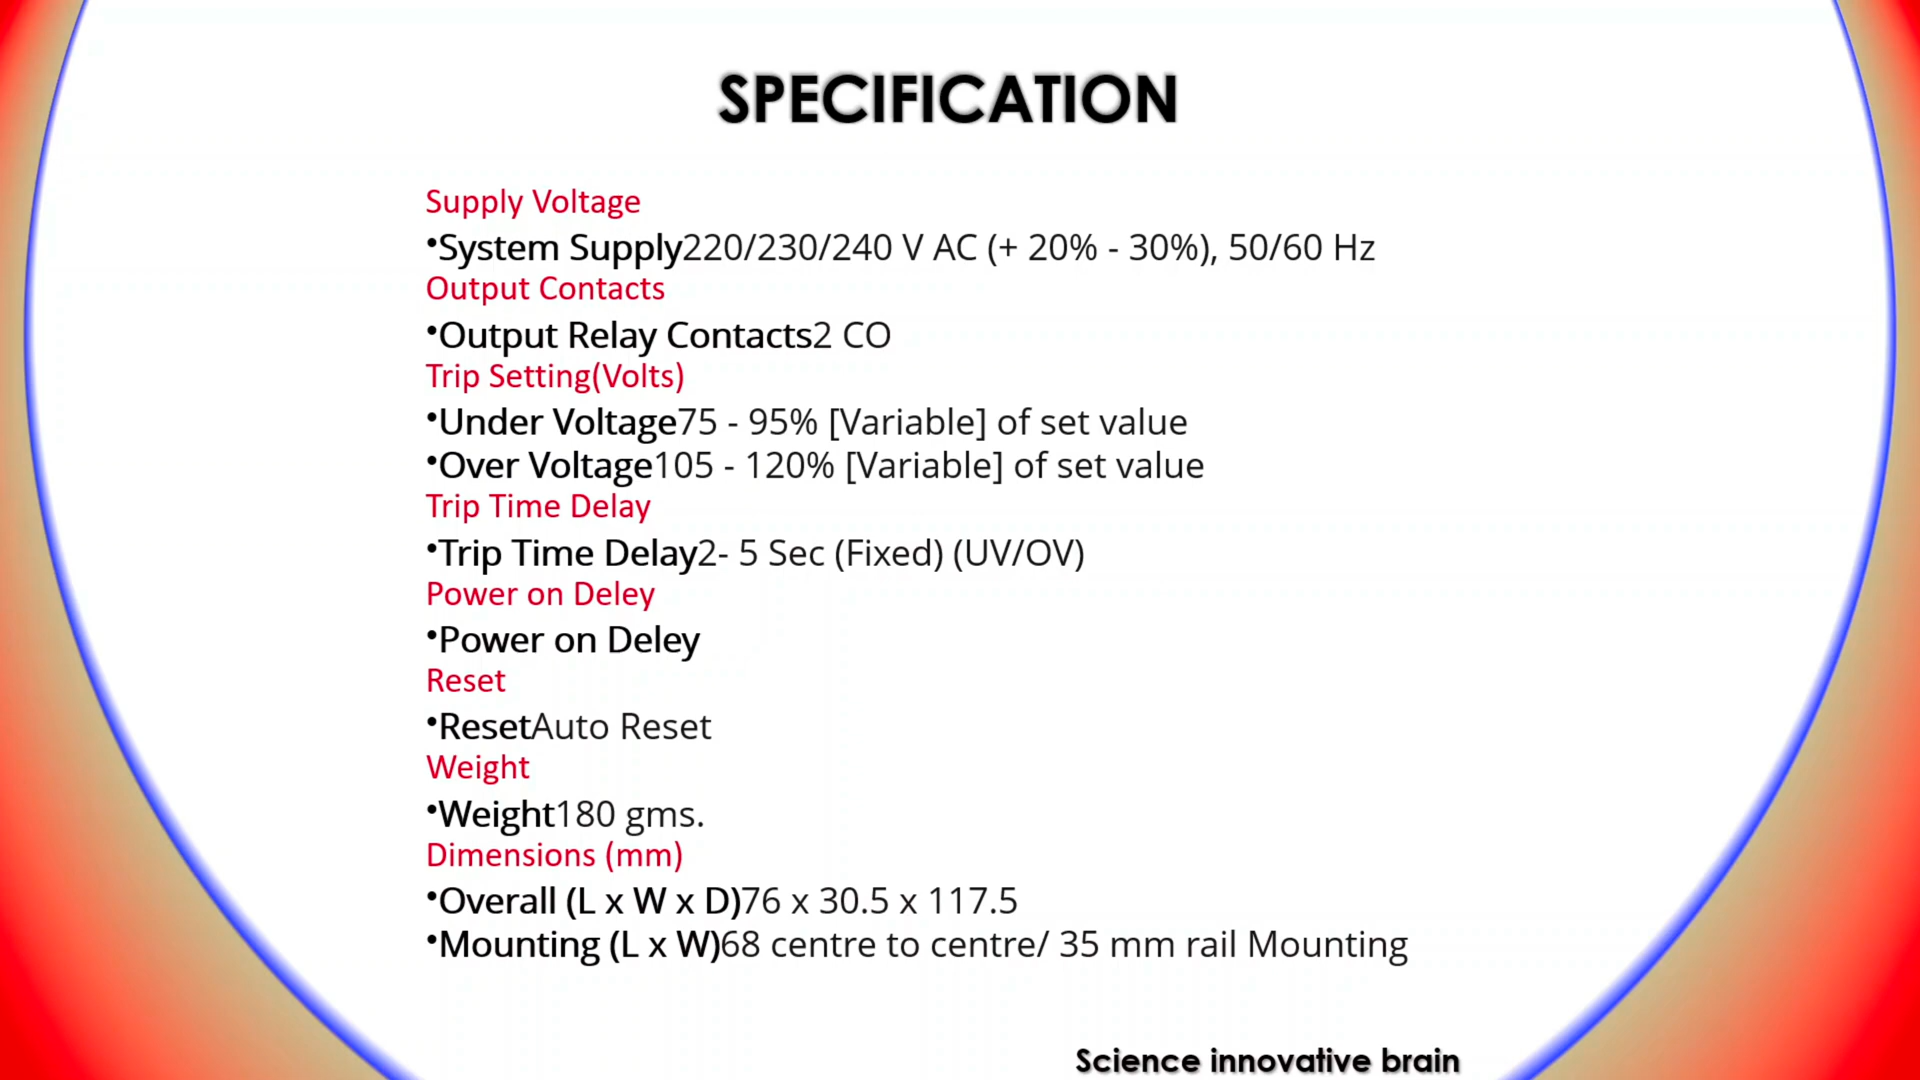 SPECIFICATION
Supply Voltage
•System Supply220/230/240 V AC (+ 20% - 30%), 50/60 Hz
Output Contacts
•Output Relay Contacts2 CO
Trip Setting(Volts)
•Under Voltage75 - 95% [Variable] of set value
•Over Voltage105 - 120% [Variable] of set value
Trip Time Delay
•Trip Time Delay2- 5 Sec (Fixed) (UV/OV)
Power on Deley
•Power on Deley
Reset
•ResetAuto Reset
Weight
•Weight180 gms.
Dimensions (mm)
•Overall (L x W x D)76 x 30.5 x 117.5
•Mounting (L x W)68 centre to centre/ 35 mm rail Mounting
Science innovative brain